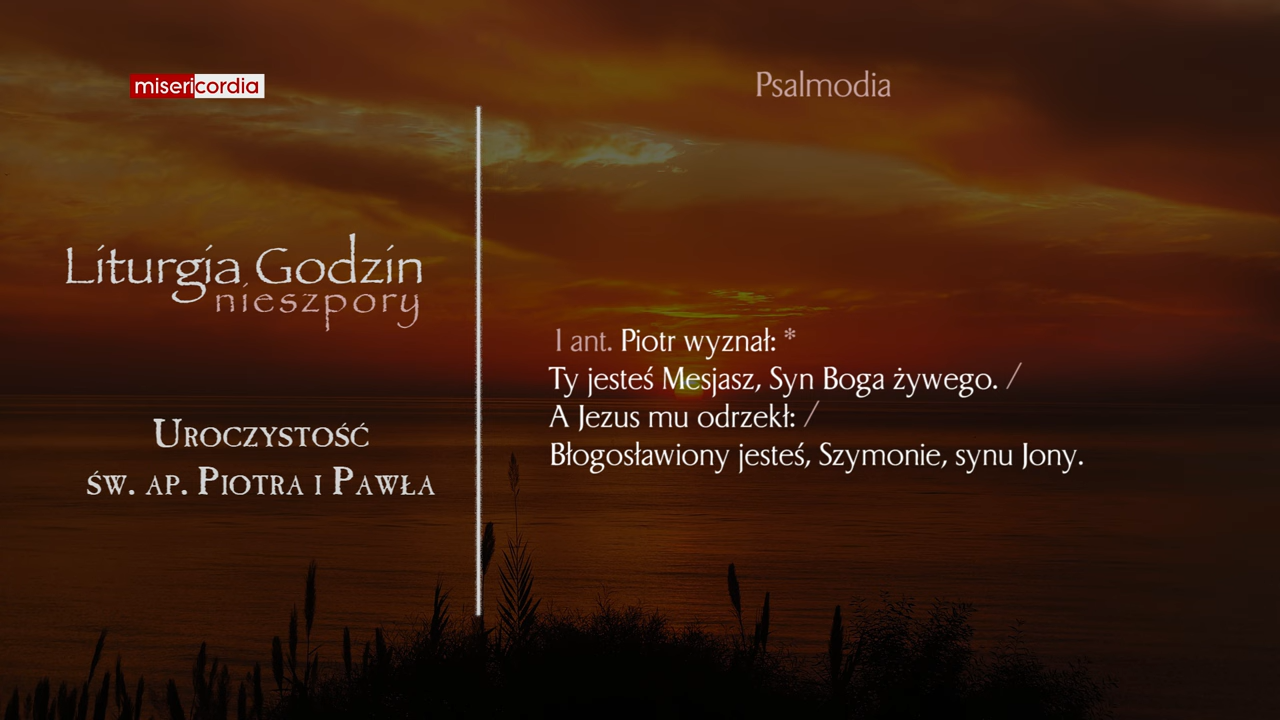 misericordia
Psalmodia
Liturgia Godzin
nieszpory
Uroczystość
św. ap. Piotra i Pawła
I ant. Piotr wyznał: *
Ty jesteś Mesjasz, Syn Boga żywego. /
A Jezus mu odrzekł: /
Błogosławiony jesteś, Szymonie, synu Jony.